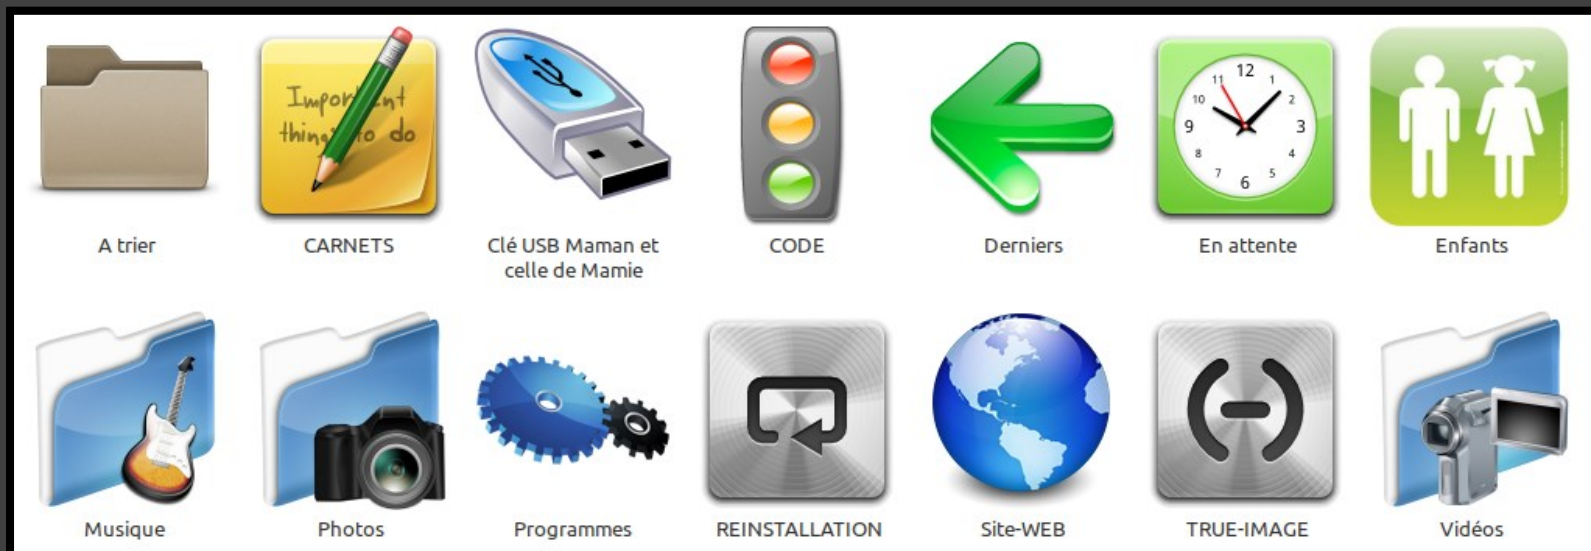 Important
things to do
12
11
1
10
2
9
3
8
4
7
5
6
A trier
CARNETS
Clé USB Maman et
celle de Mamie
CODE
Derniers
En attente
Enfants
Musique
Photos
Programmes
REINSTALLATION
Site-WEB
TRUE-IMAGE
Vidéos